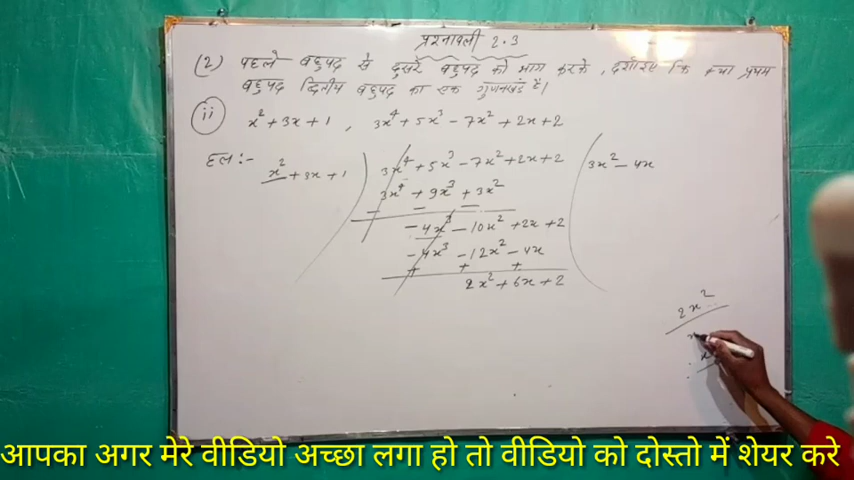 प्रश्नावली 2.3
(2) पहले बहुपद से दुसरे बहुपद को भाग करके, दर्शाइए कि क्या प्रथम
बहुपद द्वितीय बहुपद का एक गुणनखंड है।
(ii) x² + 3x + 1 , 3x⁴ + 5x³ - 7x² + 2x + 2
हल :- x² + 3x + 1 ) 3x⁴ + 5x³ - 7x² + 2x + 2 ( 3x² - 4x
3x⁴ + 9x³ + 3x²
- - -
- 4x³ - 10x² + 2x + 2
- 4x³ - 12x² - 4x
+ + +
2x² + 6x + 2
2x²
आपका अगर मेरे वीडियो अच्छा लगा हो तो वीडियो को दोस्तो में शेयर करे